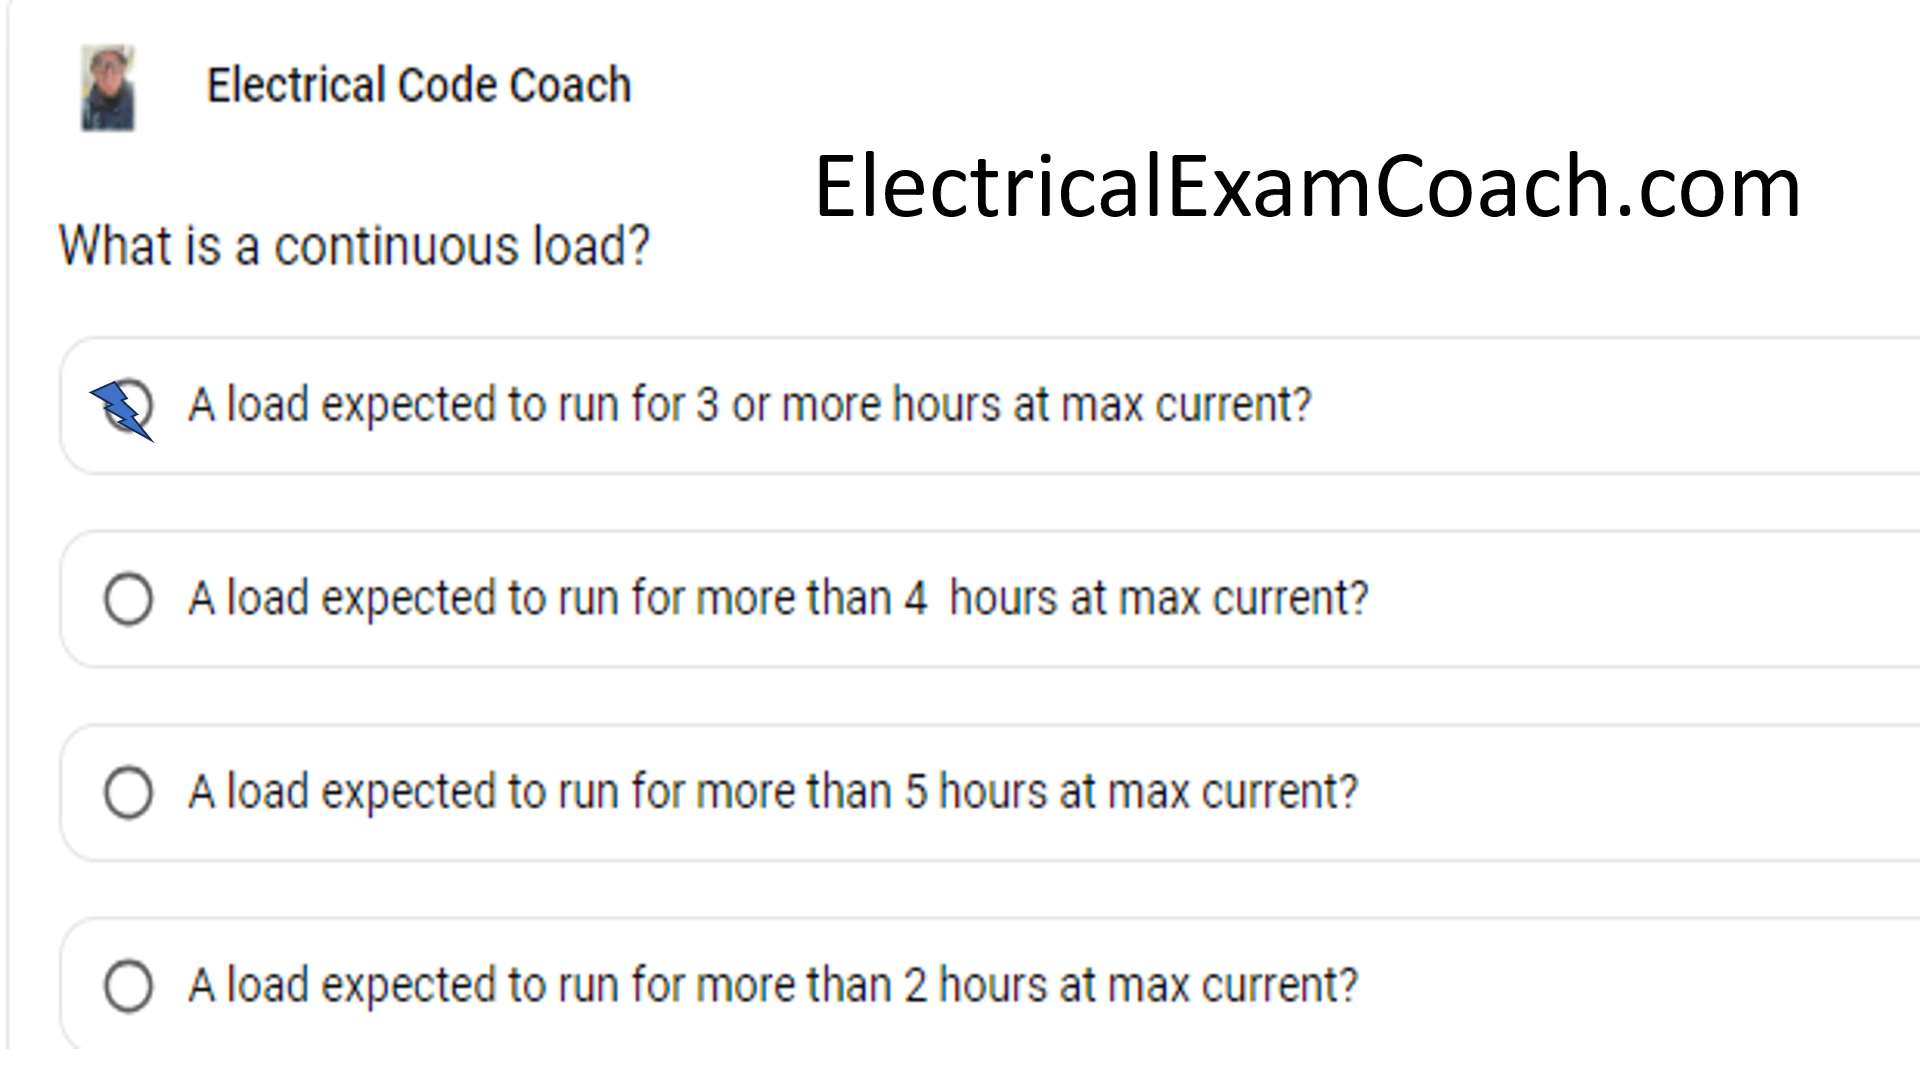 Electrical Code Coach
ElectricalExamCoach.com
What is a continuous load?
A load expected to run for 3 or more hours at max current?
A load expected to run for more than 4  hours at max current?
A load expected to run for more than 5 hours at max current?
A load expected to run for more than 2 hours at max current?